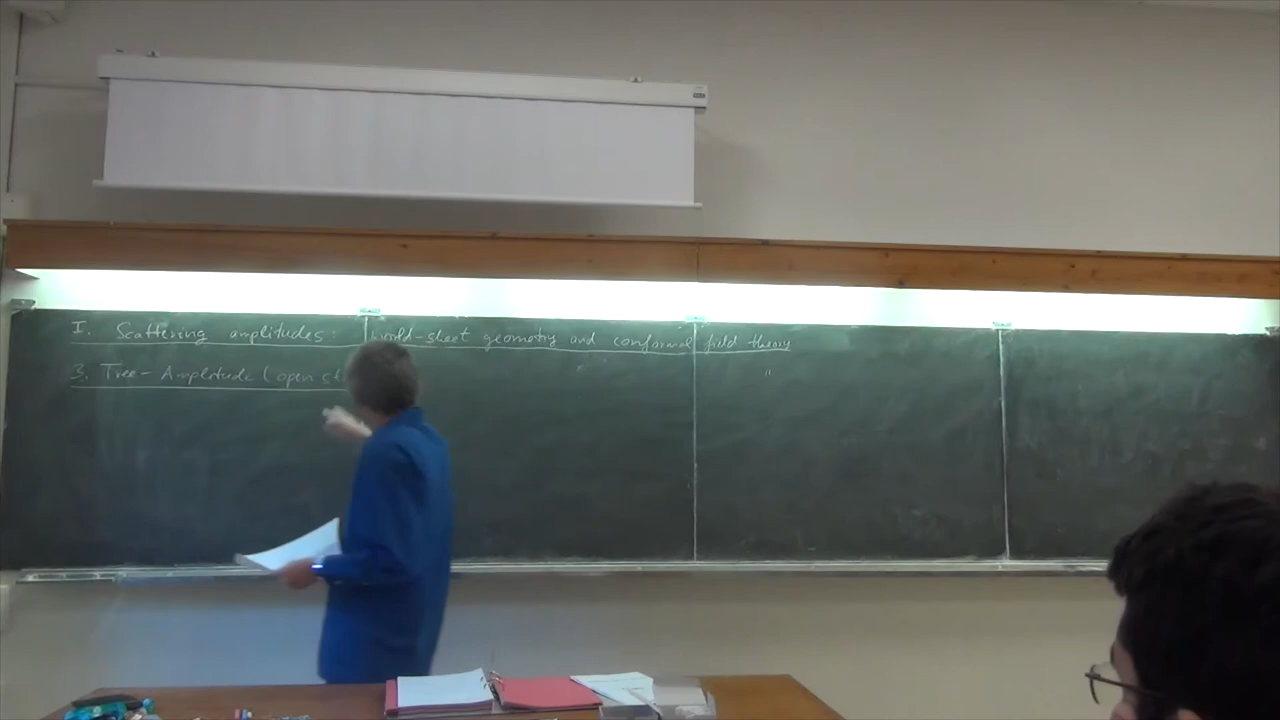 I. Scattering amplitudes: world-sheet geometry and conformal field theory
3. Tree-Amplitude (open st